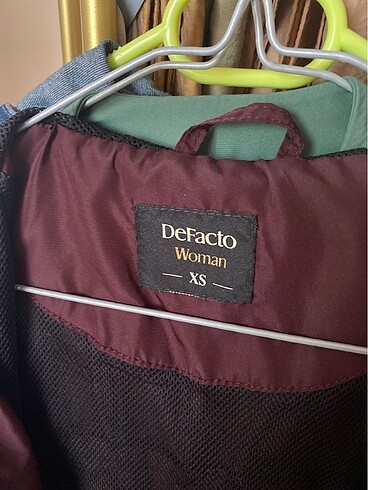 DeFacto
Woman
— XS —